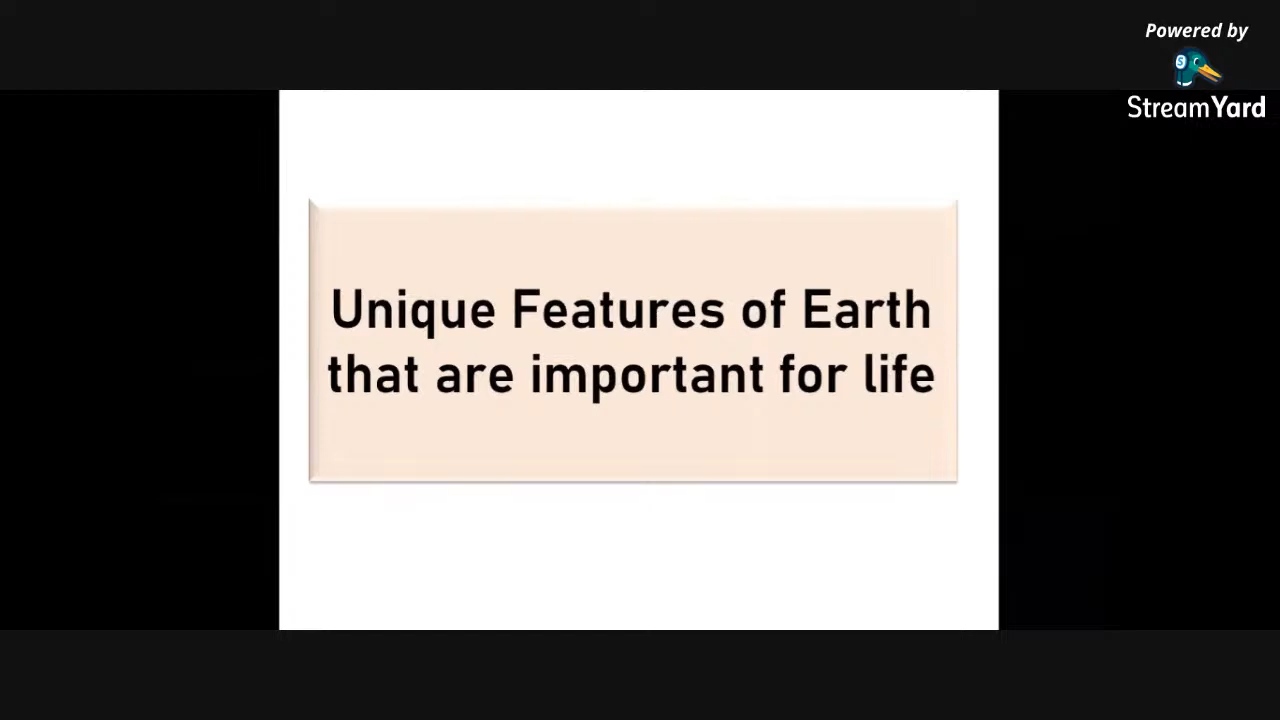 Powered by
StreamYard
Unique Features of Earth
that are important for life